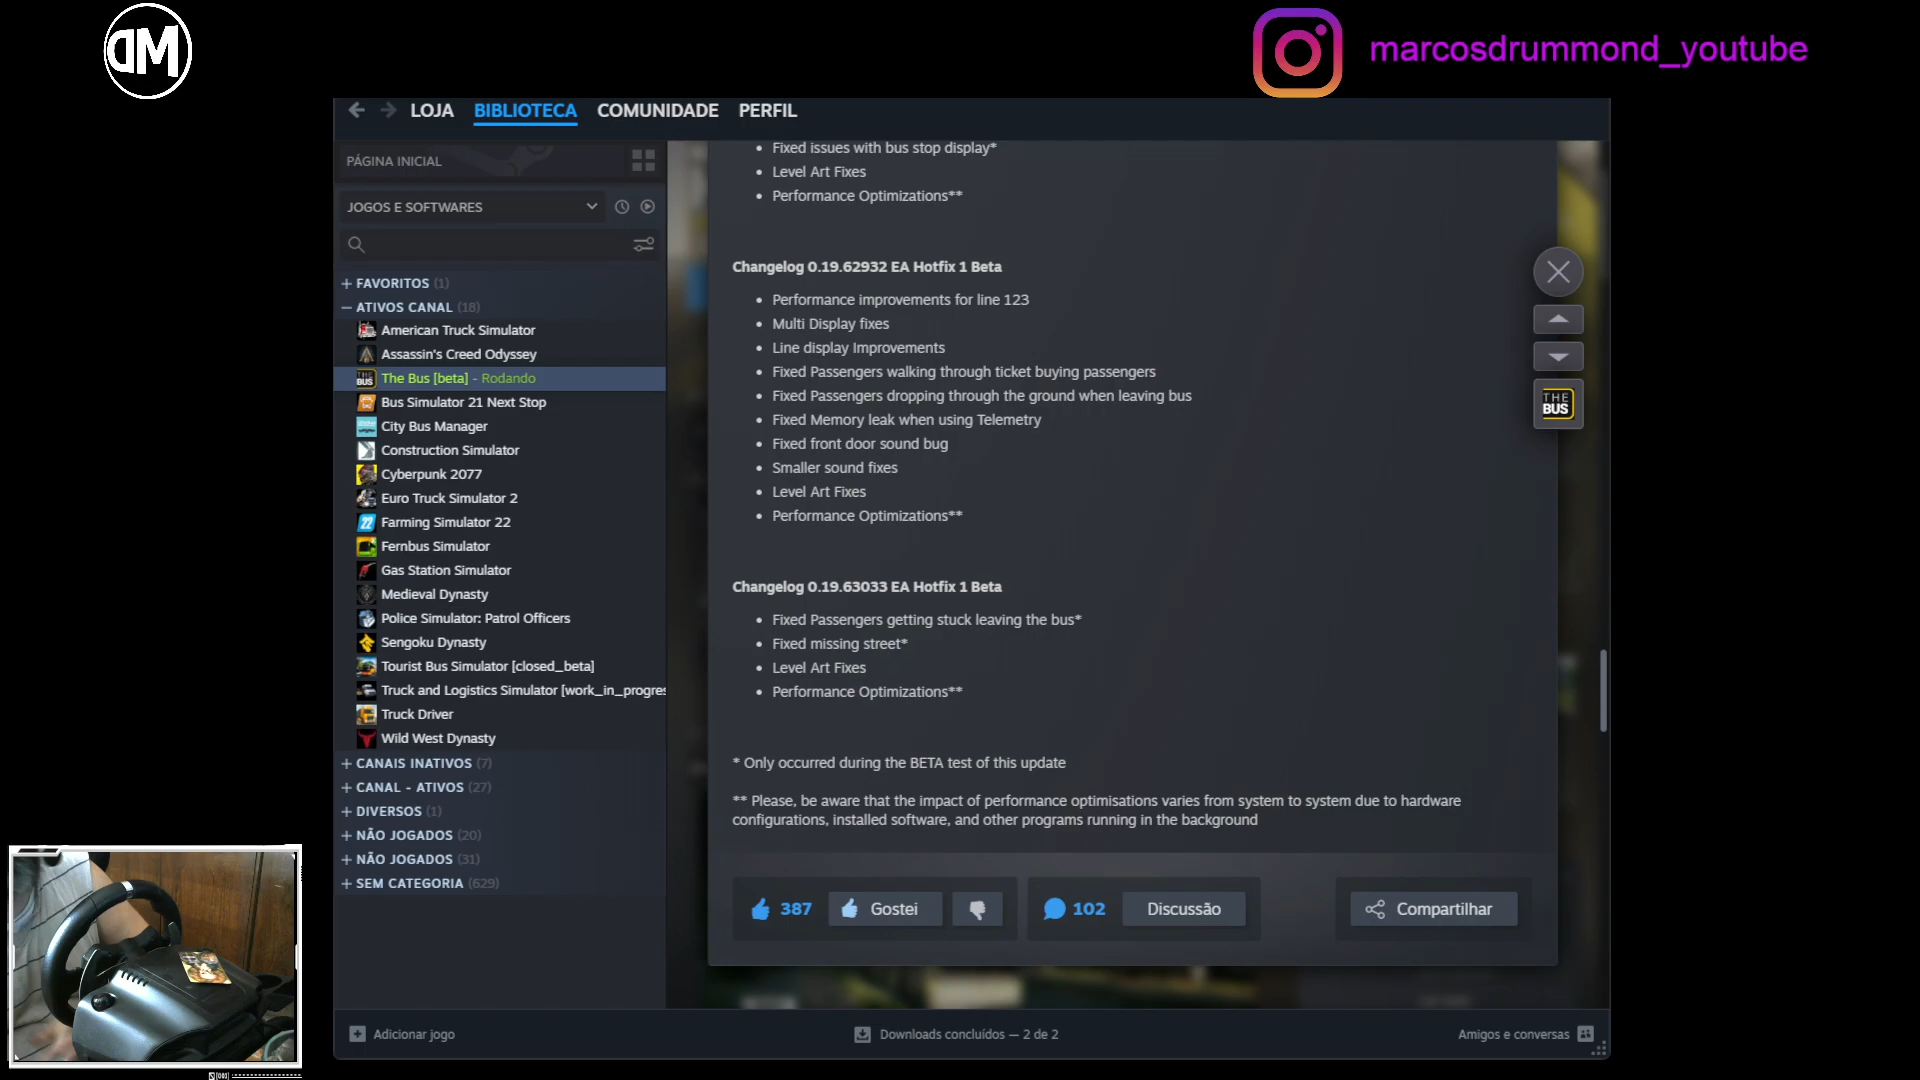 DM
marcosdrummond_youtube
LOJA BIBLIOTECA COMUNIDADE PERFIL
PÁGINA INICIAL
JOGOS E SOFTWARES
+ FAVORITOS (1)
− ATIVOS CANAL (18)
American Truck Simulator
Assassin's Creed Odyssey
The Bus [beta] - Rodando
Bus Simulator 21 Next Stop
City Bus Manager
Construction Simulator
Cyberpunk 2077
Euro Truck Simulator 2
Farming Simulator 22
Fernbus Simulator
Gas Station Simulator
Medieval Dynasty
Police Simulator: Patrol Officers
Sengoku Dynasty
Tourist Bus Simulator [closed_beta]
Truck and Logistics Simulator [work_in_progres
Truck Driver
Wild West Dynasty
+ CANAIS INATIVOS (7)
+ CANAL - ATIVOS (27)
+ DIVERSOS (1)
+ NÃO JOGADOS (20)
+ NÃO JOGADOS (31)
+ SEM CATEGORIA (629)
• Fixed issues with bus stop display*
• Level Art Fixes
• Performance Optimizations**
Changelog 0.19.62932 EA Hotfix 1 Beta
• Performance improvements for line 123
• Multi Display fixes
• Line display Improvements
• Fixed Passengers walking through ticket buying passengers
• Fixed Passengers dropping through the ground when leaving bus
• Fixed Memory leak when using Telemetry
• Fixed front door sound bug
• Smaller sound fixes
• Level Art Fixes
• Performance Optimizations**
Changelog 0.19.63033 EA Hotfix 1 Beta
• Fixed Passengers getting stuck leaving the bus*
• Fixed missing street*
• Level Art Fixes
• Performance Optimizations**
* Only occurred during the BETA test of this update
** Please, be aware that the impact of performance optimisations varies from system to system due to hardware
configurations, installed software, and other programs running in the background
387 Gostei 102 Discussão Compartilhar
THE
BUS
Adicionar jogo
Downloads concluídos — 2 de 2
Amigos e conversas